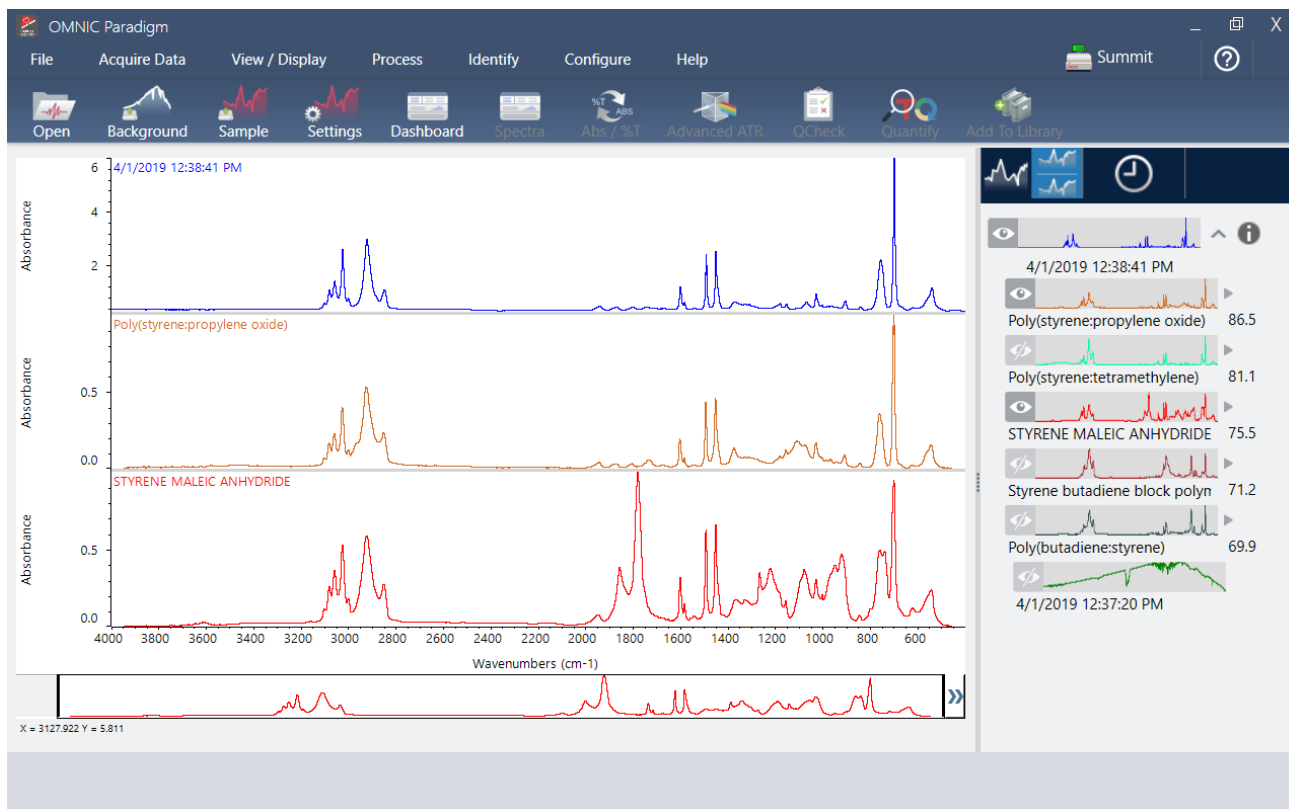 OMNIC Paradigm
_ X
File Acquire Data View / Display Process Identify Configure Help Summit ?
%T ABS
Open Background Sample Settings Dashboard Spectra Abs / %T Advanced ATR QCheck Quantify Add To Library
4/1/2019 12:38:41 PM
6
4
2
Absorbance
Poly(styrene:propylene oxide)
0.5
0.0
Absorbance
STYRENE MALEIC ANHYDRIDE
0.5
0.0
Absorbance
4000 3800 3600 3400 3200 3000 2800 2600 2400 2200 2000 1800 1600 1400 1200 1000 800 600
Wavenumbers (cm-1)
»
X = 3127.922 Y = 5.811
i
4/1/2019 12:38:41 PM
Poly(styrene:propylene oxide) 86.5
Poly(styrene:tetramethylene) 81.1
STYRENE MALEIC ANHYDRIDE 75.5
Styrene butadiene block polyn 71.2
Poly(butadiene:styrene) 69.9
4/1/2019 12:37:20 PM